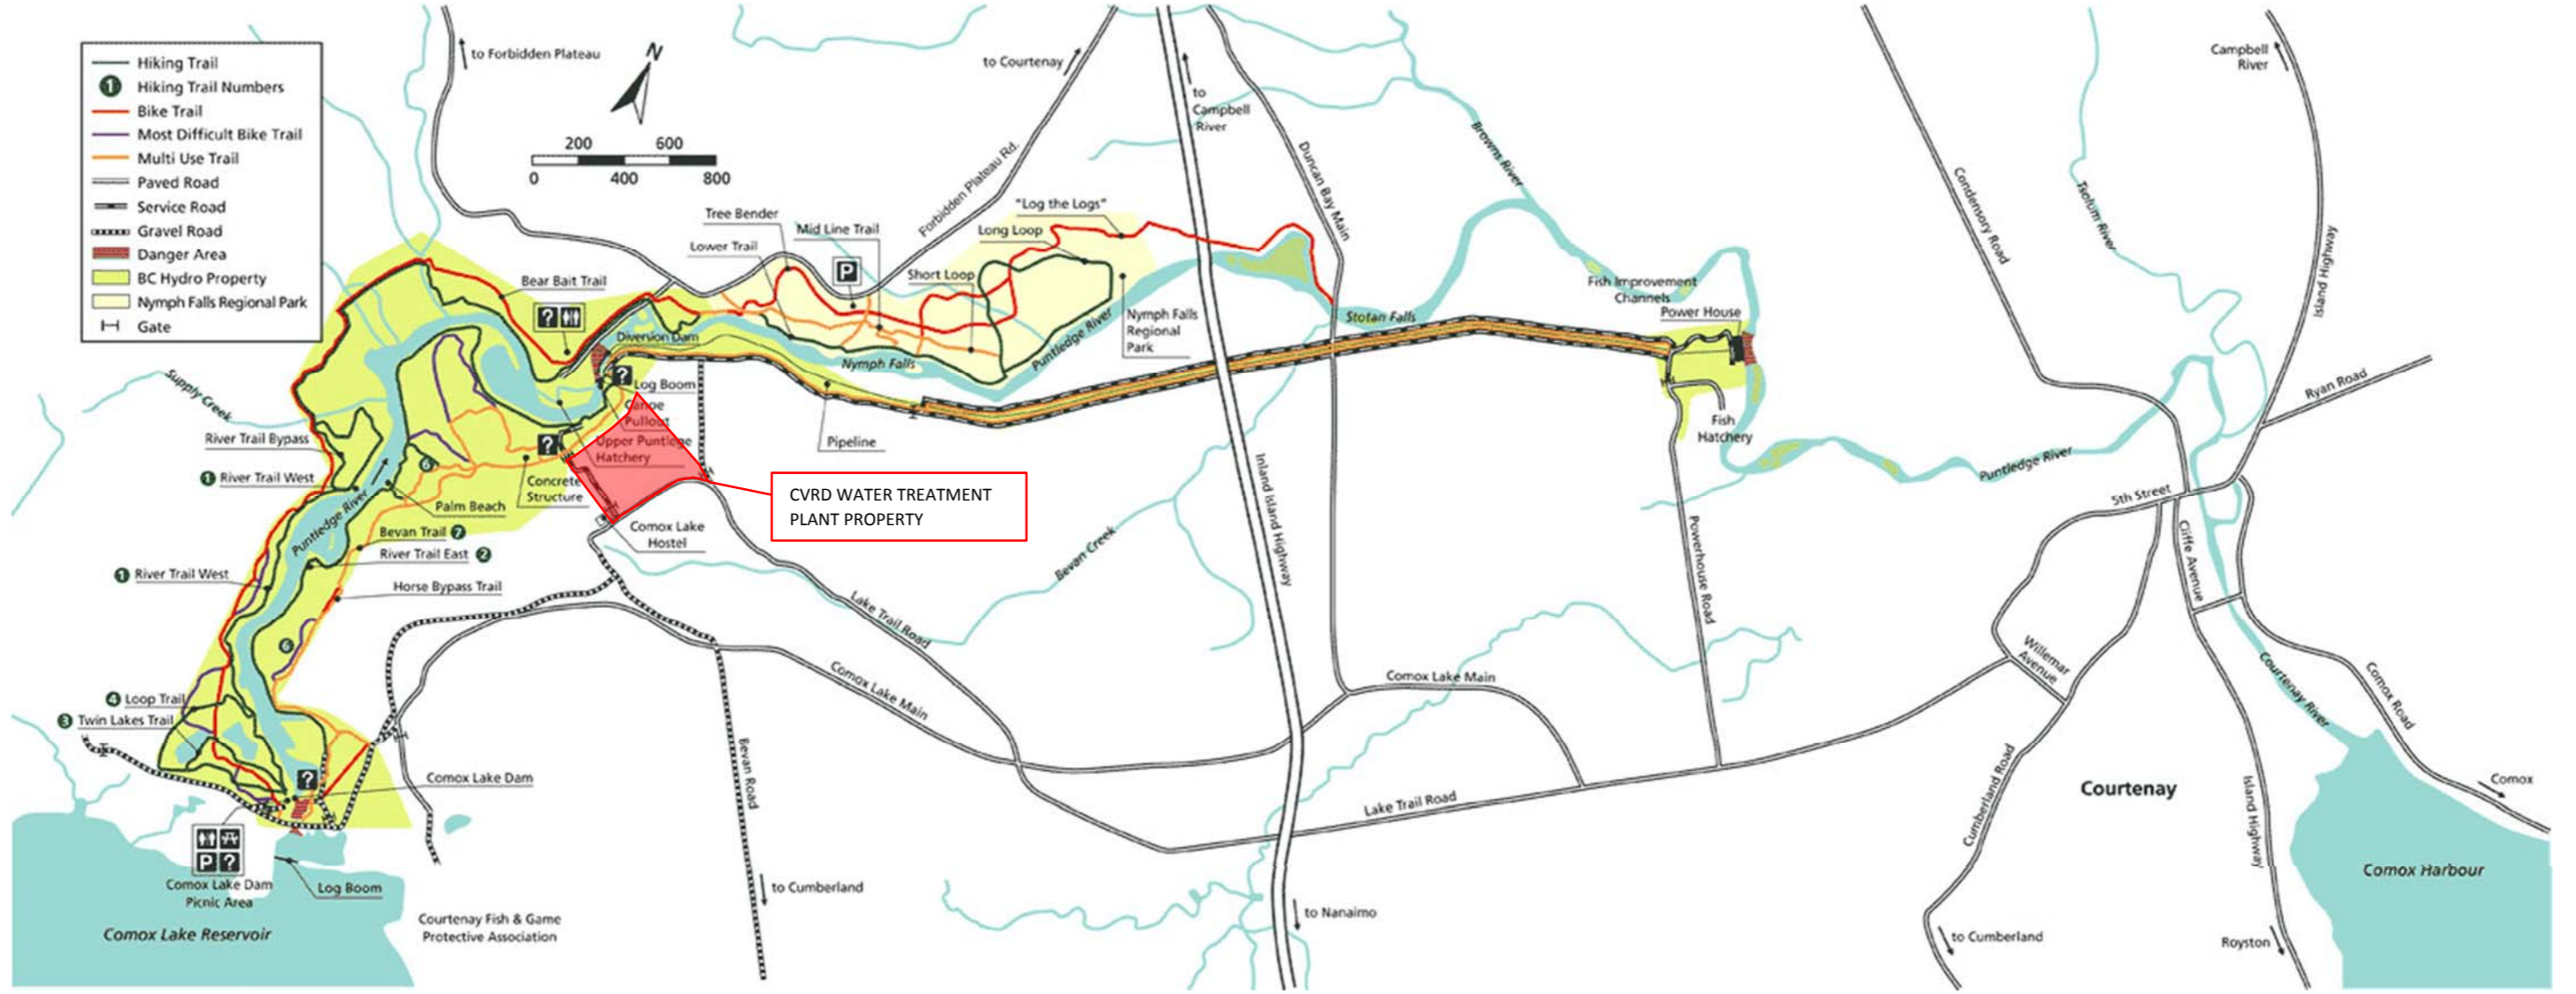 Hiking Trail
1 Hiking Trail Numbers
Bike Trail
Most Difficult Bike Trail
Multi Use Trail
Paved Road
Service Road
Gravel Road
Danger Area
BC Hydro Property
Nymph Falls Regional Park
Gate
to Forbidden Plateau
N
200 600
0 400 800
to Courtenay
to
Campbell
River
Campbell
River
Forbidden Plateau Rd.
Duncan Bay Main
Browns River
Condensory Road
Tsolum River
Island Highway
Ryan Road
Tree Bender
Lower Trail
Mid Line Trail
P
"Log the Logs"
Long Loop
Short Loop
Bear Bait Trail
?
Diversion Dam
Nymph Falls
Puntledge River
Nymph Falls
Regional
Park
Stotan Falls
Fish Improvement
Channels
Power House
Fish
Hatchery
?
Log Boom
Canoe
Pullout
Upper Puntlege
Hatchery
?
Pipeline
Supply Creek
River Trail Bypass
1 River Trail West
6
Concrete
Structure
Palm Beach
Puntledge River
Bevan Trail 7
River Trail East 2
Horse Bypass Trail
1 River Trail West
6
CVRD WATER TREATMENT
PLANT PROPERTY
Comox Lake
Hostel
Bevan Creek
Inland Island Highway
Powerhouse Road
Puntledge River
5th Street
Cliffe Avenue
Lake Trail Road
Comox Lake Main
Comox Lake Main
Willemar
Avenue
Courtenay River
Comox Road
4 Loop Trail
3 Twin Lakes Trail
?
Comox Lake Dam
Bevan Road
Lake Trail Road
Cumberland Road
Courtenay
Island Highway
Comox
P ?
Comox Lake Dam
Picnic Area
Log Boom
Comox Lake Reservoir
Courtenay Fish & Game
Protective Association
to Cumberland
to Nanaimo
to Cumberland
Royston
Comox Harbour